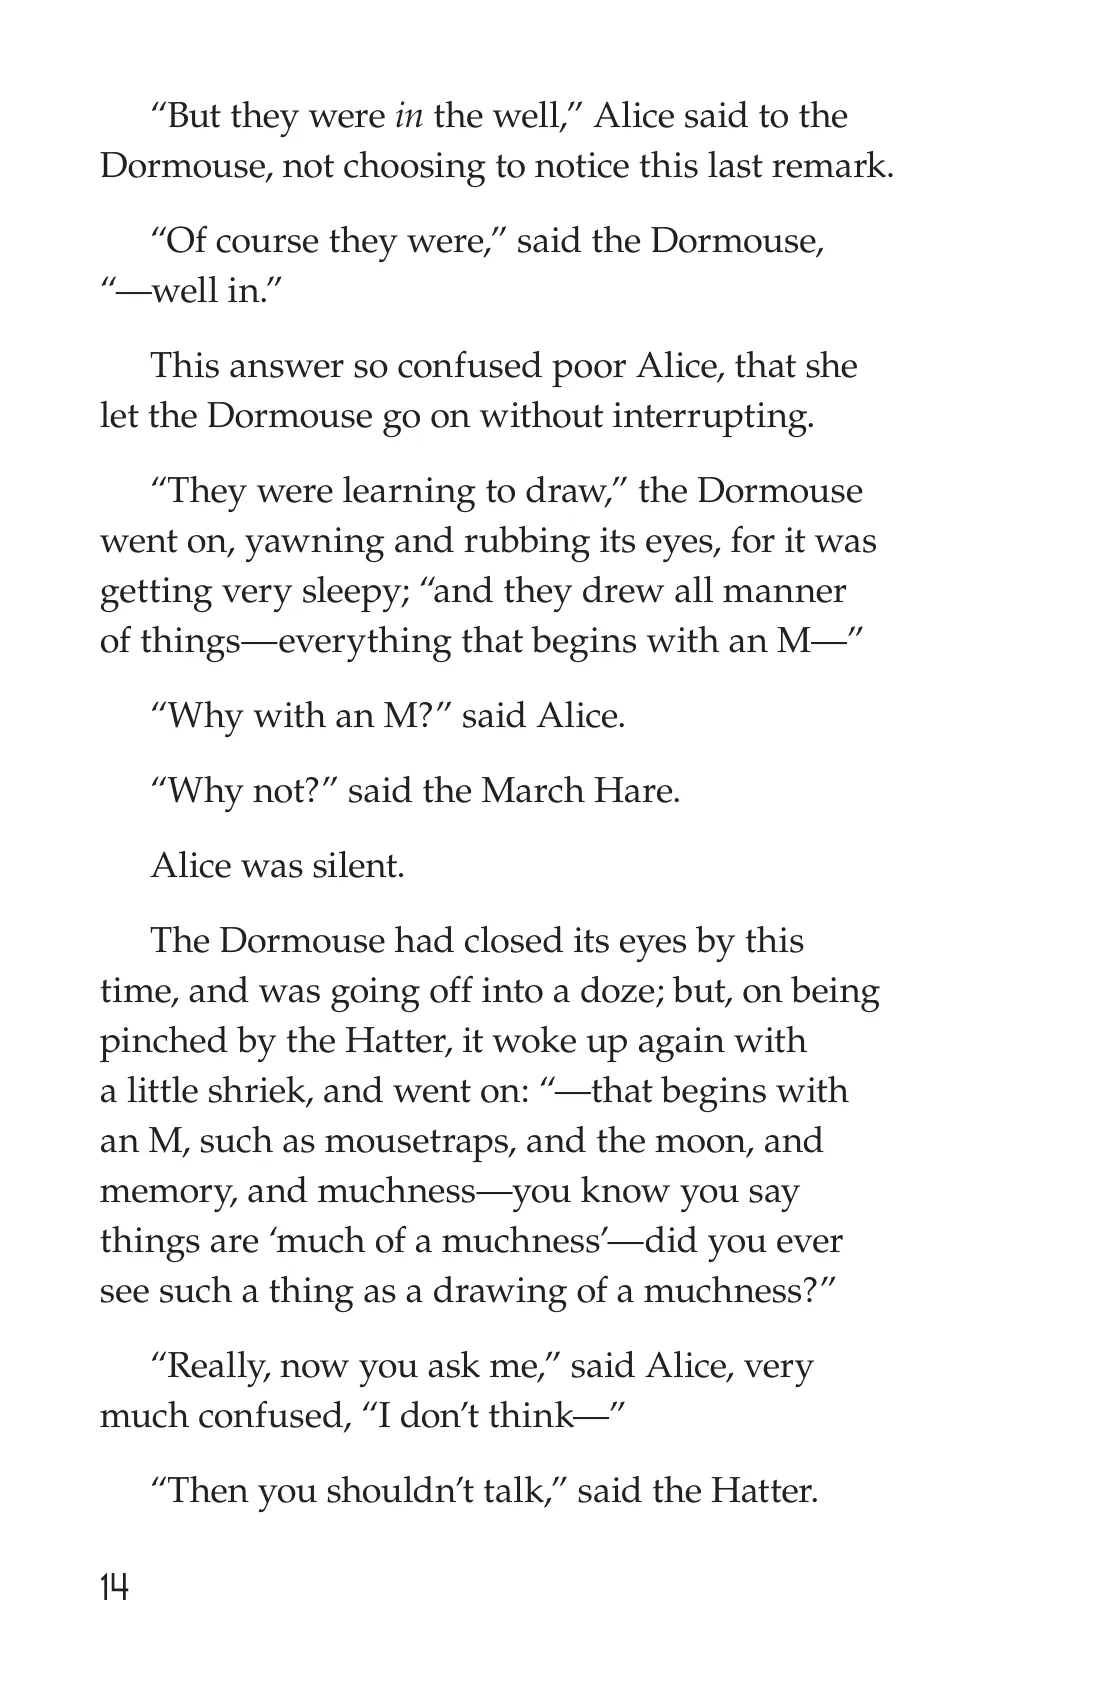 “But they were in the well,” Alice said to the
Dormouse, not choosing to notice this last remark.
“Of course they were,” said the Dormouse,
“—well in.”
This answer so confused poor Alice, that she
let the Dormouse go on without interrupting.
“They were learning to draw,” the Dormouse
went on, yawning and rubbing its eyes, for it was
getting very sleepy; “and they drew all manner
of things—everything that begins with an M—”
“Why with an M?” said Alice.
“Why not?” said the March Hare.
Alice was silent.
The Dormouse had closed its eyes by this
time, and was going off into a doze; but, on being
pinched by the Hatter, it woke up again with
a little shriek, and went on: “—that begins with
an M, such as mousetraps, and the moon, and
memory, and muchness—you know you say
things are ‘much of a muchness’—did you ever
see such a thing as a drawing of a muchness?”
“Really, now you ask me,” said Alice, very
much confused, “I don’t think—”
“Then you shouldn’t talk,” said the Hatter.
14